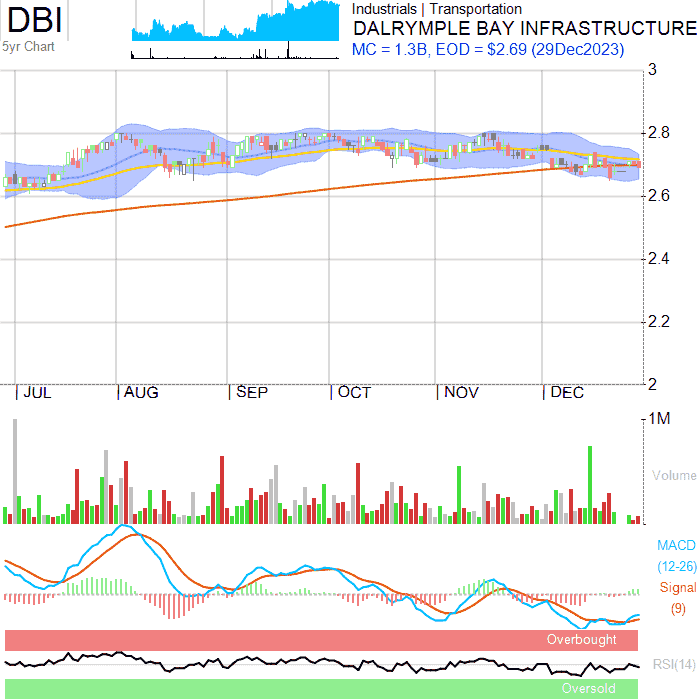 DBI
5yr Chart
Industrials | Transportation
DALRYMPLE BAY INFRASTRUCTURE
MC = 1.3B, EOD = $2.69 (29Dec2023)
3
2.8
2.6
2.4
2.2
2
JUL AUG SEP OCT NOV DEC
1M
Volume
MACD
(12-26)
Signal
(9)
Overbought
RSI(14)
Oversold